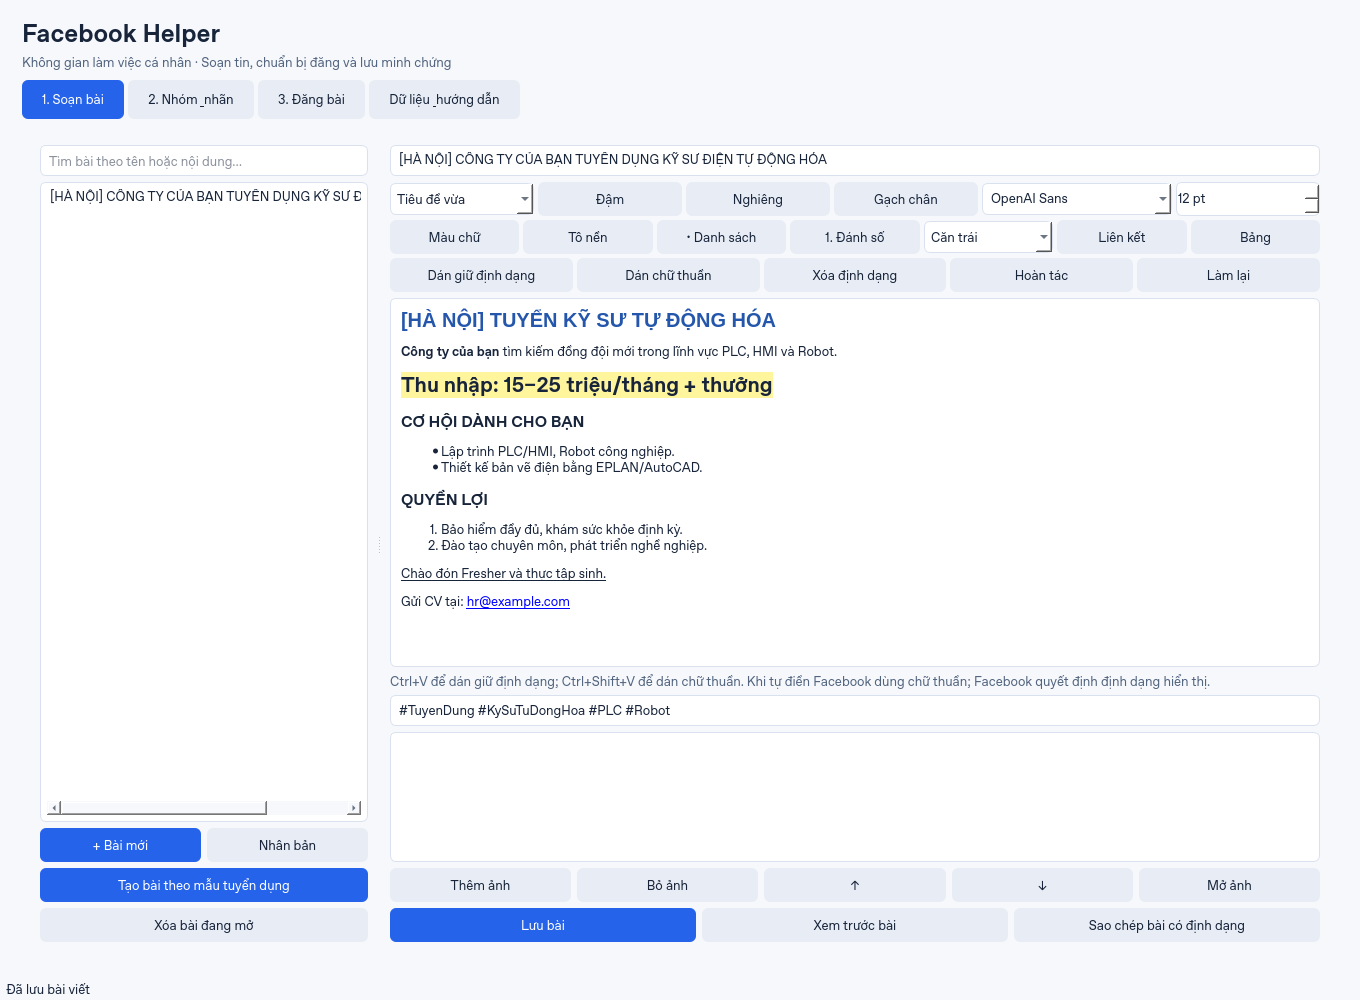 Facebook Helper
Không gian làm việc cá nhân · Soạn tin, chuẩn bị đăng và lưu minh chứng
1. Soạn bài
2. Nhóm _nhãn
3. Đăng bài
Dữ liệu _hướng dẫn
Tìm bài theo tên hoặc nội dung...
[HÀ NỘI] CÔNG TY CỦA BẠN TUYỂN DỤNG KỸ SƯ Đ
+ Bài mới
Nhân bản
Tạo bài theo mẫu tuyển dụng
Xóa bài đang mở
[HÀ NỘI] CÔNG TY CỦA BẠN TUYỂN DỤNG KỸ SƯ ĐIỆN TỰ ĐỘNG HÓA
Tiêu đề vừa
Đậm
Nghiêng
Gạch chân
OpenAI Sans
12 pt
Màu chữ
Tô nền
• Danh sách
1. Đánh số
Căn trái
Liên kết
Bảng
Dán giữ định dạng
Dán chữ thuần
Xóa định dạng
Hoàn tác
Làm lại
[HÀ NỘI] TUYỂN KỸ SƯ TỰ ĐỘNG HÓA
Công ty của bạn tìm kiếm đồng đội mới trong lĩnh vực PLC, HMI và Robot.
Thu nhập: 15–25 triệu/tháng + thưởng
CƠ HỘI DÀNH CHO BẠN
• Lập trình PLC/HMI, Robot công nghiệp.
• Thiết kế bản vẽ điện bằng EPLAN/AutoCAD.
QUYỀN LỢI
1. Bảo hiểm đầy đủ, khám sức khỏe định kỳ.
2. Đào tạo chuyên môn, phát triển nghề nghiệp.
Chào đón Fresher và thực tập sinh.
Gửi CV tại: hr@example.com
Ctrl+V để dán giữ định dạng; Ctrl+Shift+V để dán chữ thuần. Khi tự điền Facebook dùng chữ thuần; Facebook quyết định định dạng hiển thị.
#TuyenDung #KySuTuDongHoa #PLC #Robot
Thêm ảnh
Bỏ ảnh
↑
↓
Mở ảnh
Lưu bài
Xem trước bài
Sao chép bài có định dạng
Đã lưu bài viết